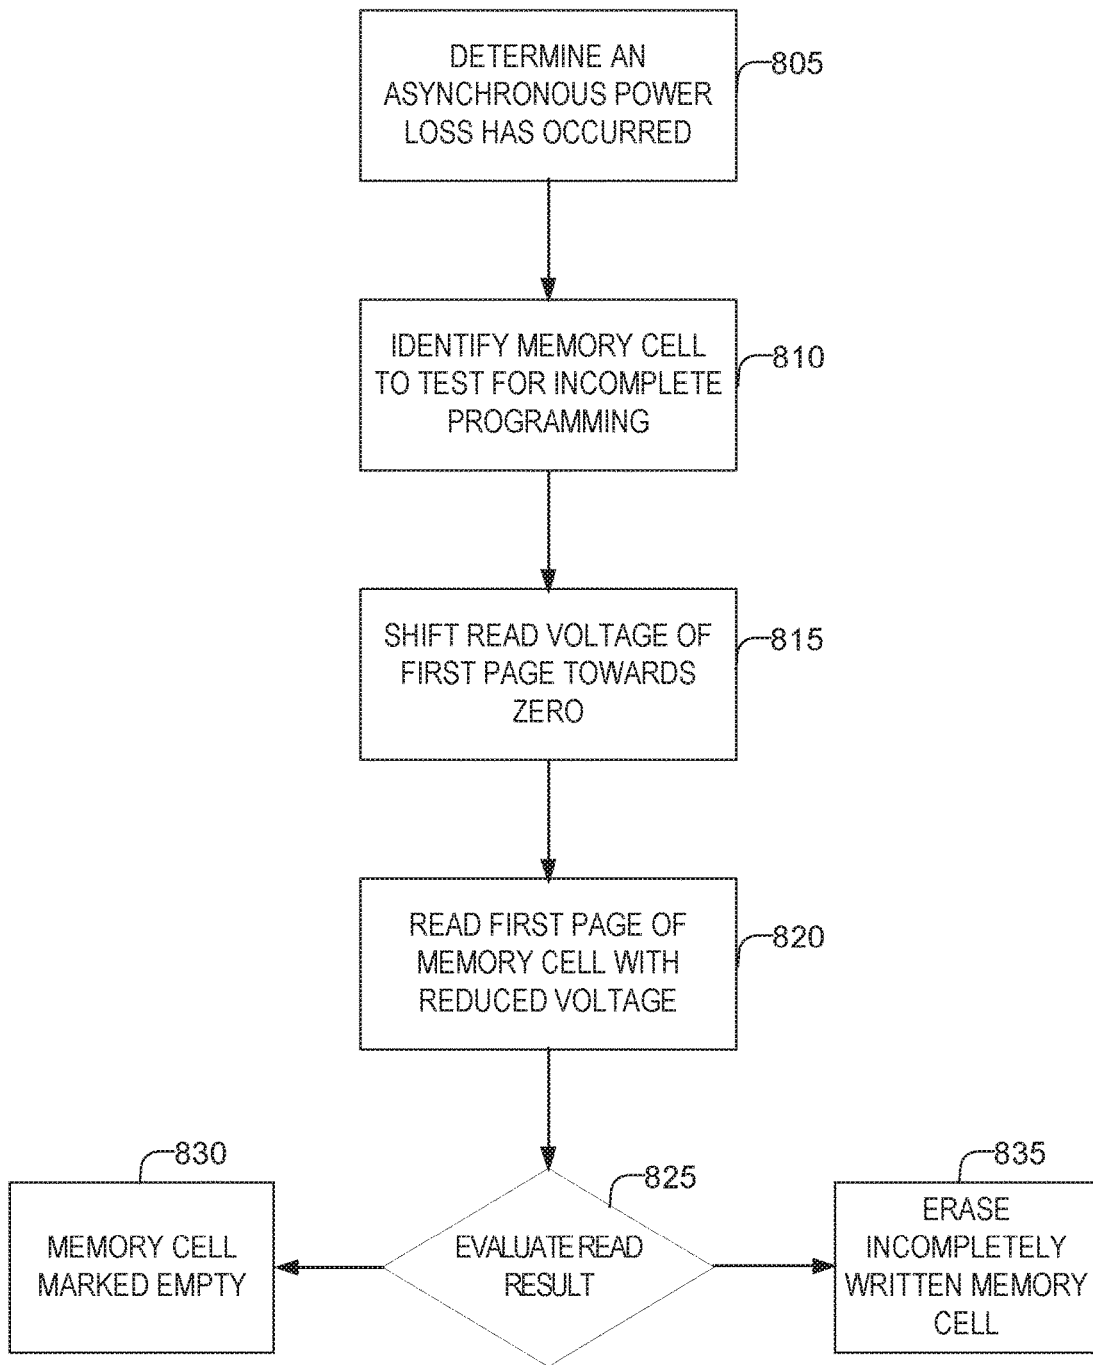 DETERMINE AN
ASYNCHRONOUS POWER
LOSS HAS OCCURRED
805
IDENTIFY MEMORY CELL
TO TEST FOR INCOMPLETE
PROGRAMMING
810
SHIFT READ VOLTAGE OF
FIRST PAGE TOWARDS
ZERO
815
READ FIRST PAGE OF
MEMORY CELL WITH
REDUCED VOLTAGE
820
830
MEMORY CELL
MARKED EMPTY
825
EVALUATE READ
RESULT
835
ERASE
INCOMPLETELY
WRITTEN MEMORY
CELL